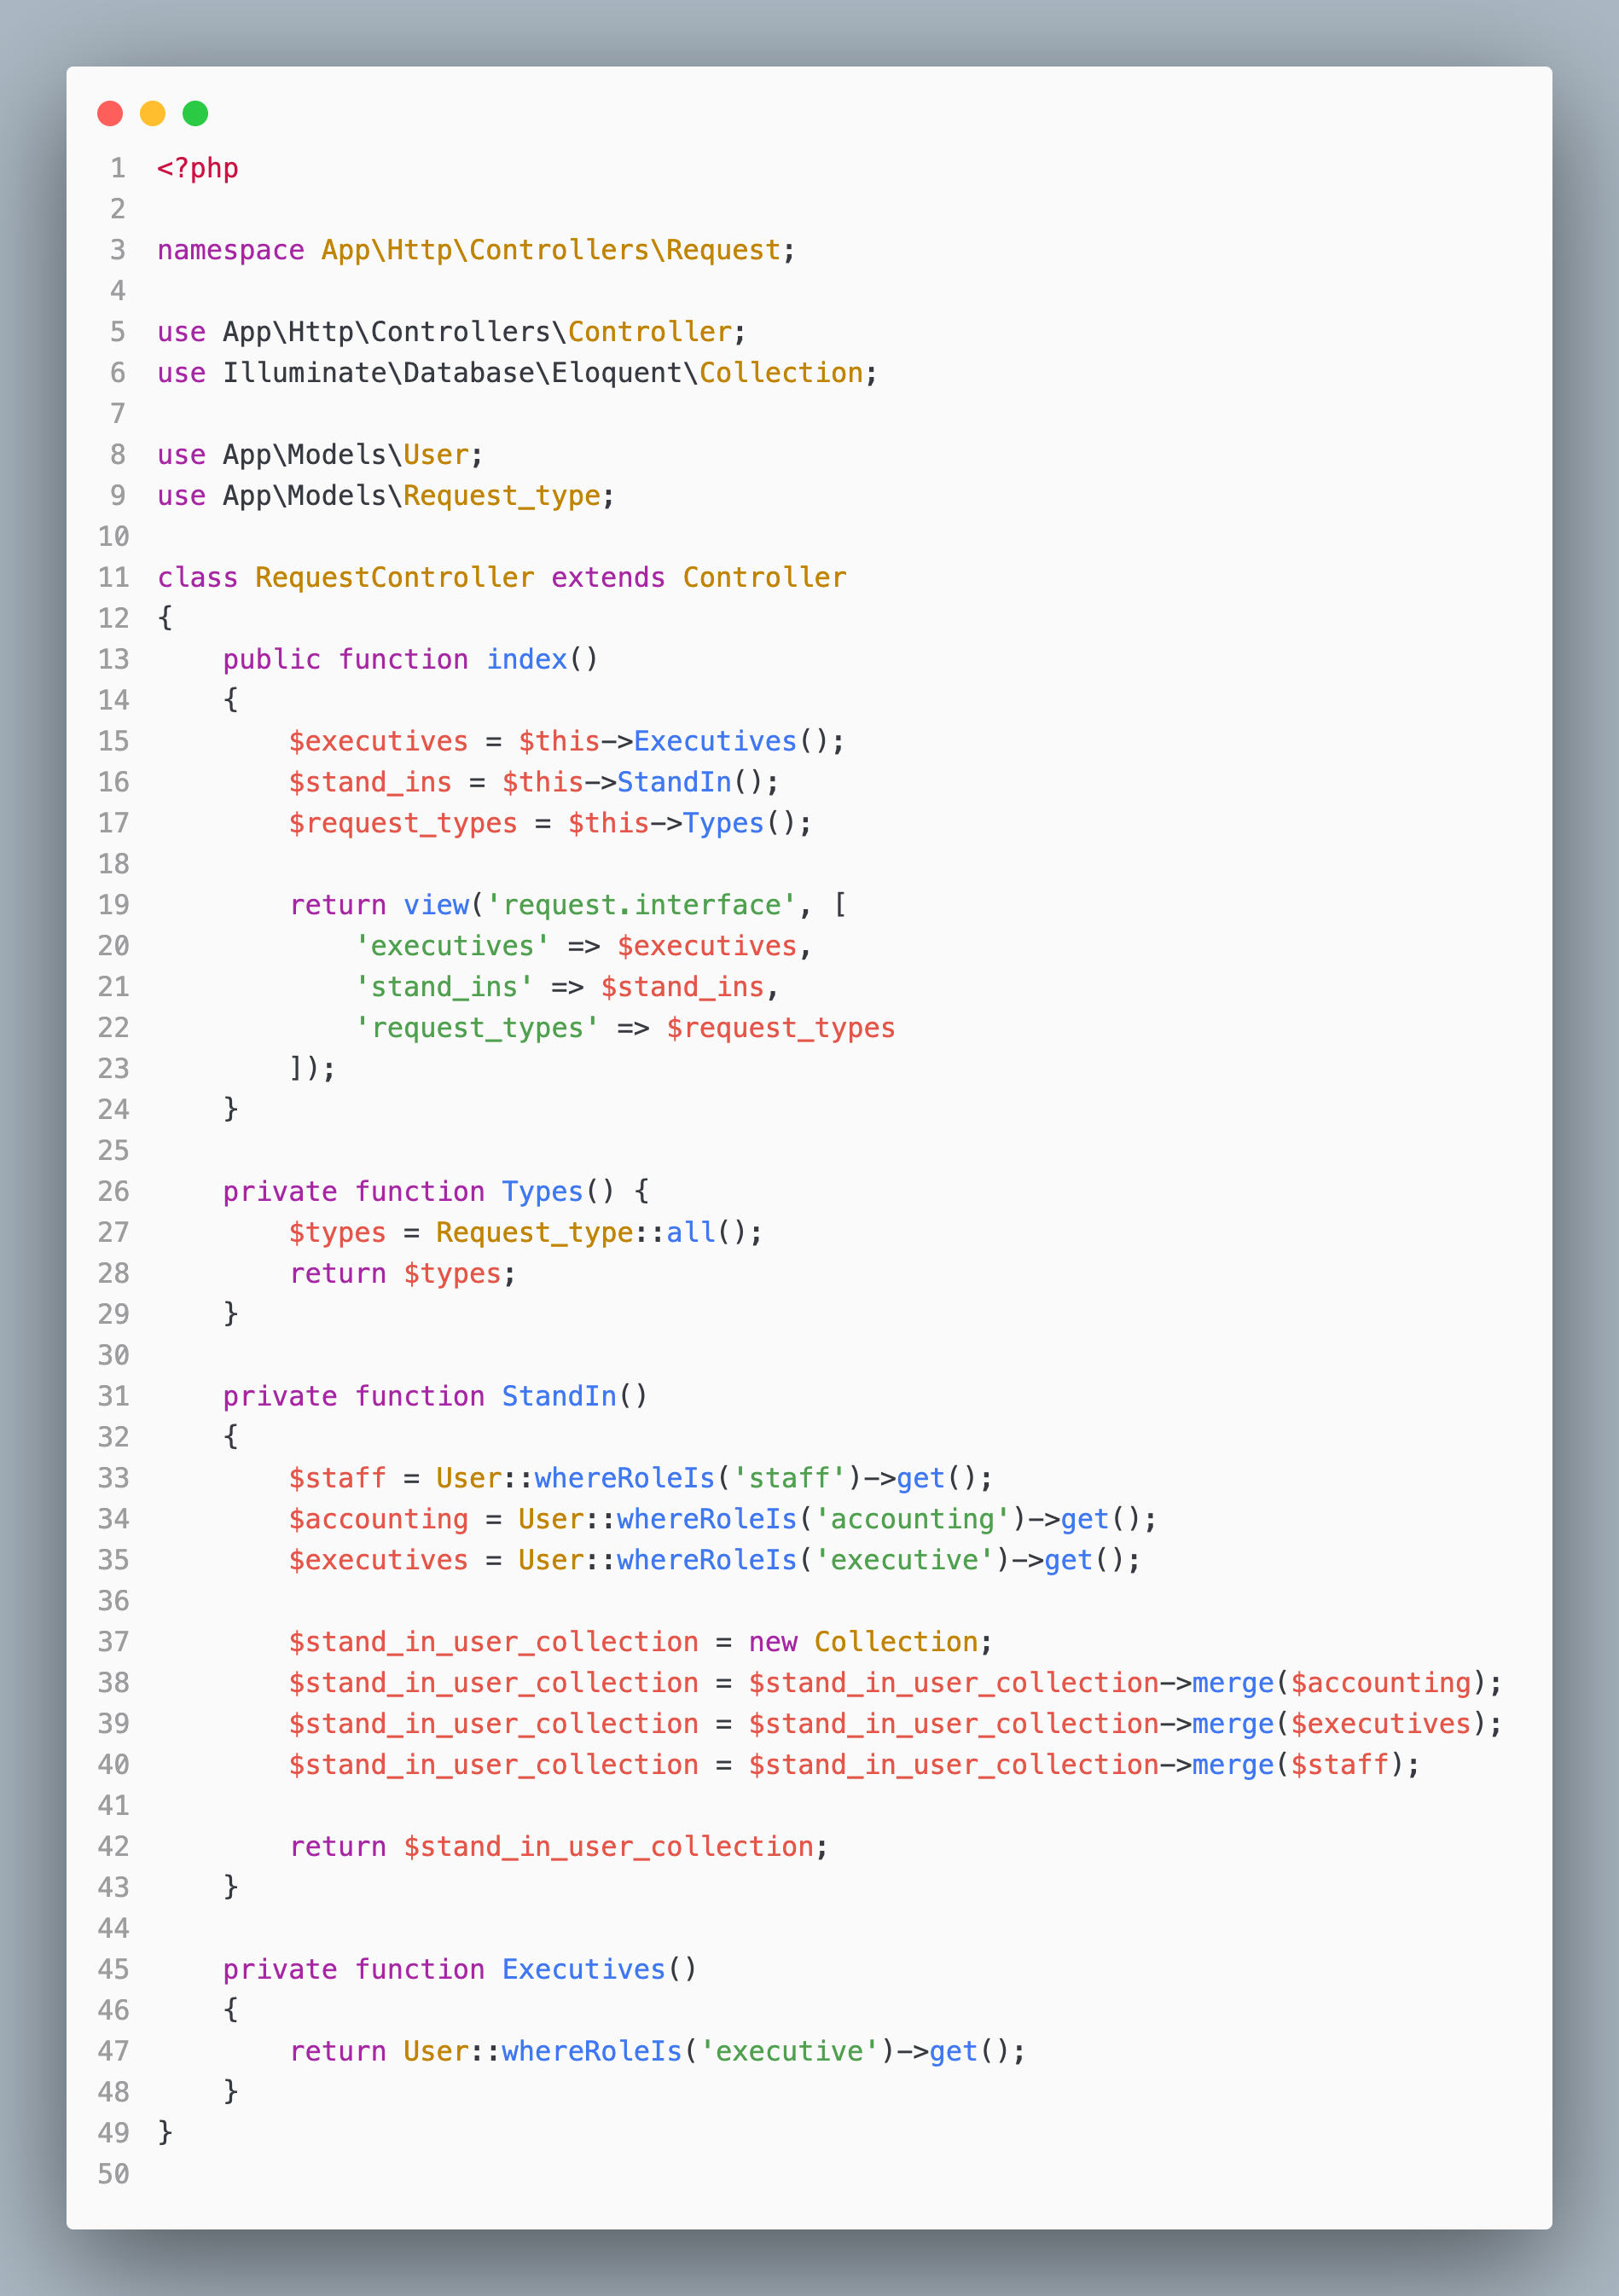 1 <?php
2
3 namespace App\Http\Controllers\Request;
4
5 use App\Http\Controllers\Controller;
6 use Illuminate\Database\Eloquent\Collection;
7
8 use App\Models\User;
9 use App\Models\Request_type;
10
11 class RequestController extends Controller
12 {
13     public function index()
14     {
15         $executives = $this->Executives();
16         $stand_ins = $this->StandIn();
17         $request_types = $this->Types();
18
19         return view('request.interface', [
20             'executives' => $executives,
21             'stand_ins' => $stand_ins,
22             'request_types' => $request_types
23         ]);
24     }
25
26     private function Types() {
27         $types = Request_type::all();
28         return $types;
29     }
30
31     private function StandIn()
32     {
33         $staff = User::whereRoleIs('staff')->get();
34         $accounting = User::whereRoleIs('accounting')->get();
35         $executives = User::whereRoleIs('executive')->get();
36
37         $stand_in_user_collection = new Collection;
38         $stand_in_user_collection = $stand_in_user_collection->merge($accounting);
39         $stand_in_user_collection = $stand_in_user_collection->merge($executives);
40         $stand_in_user_collection = $stand_in_user_collection->merge($staff);
41
42         return $stand_in_user_collection;
43     }
44
45     private function Executives()
46     {
47         return User::whereRoleIs('executive')->get();
48     }
49 }
50